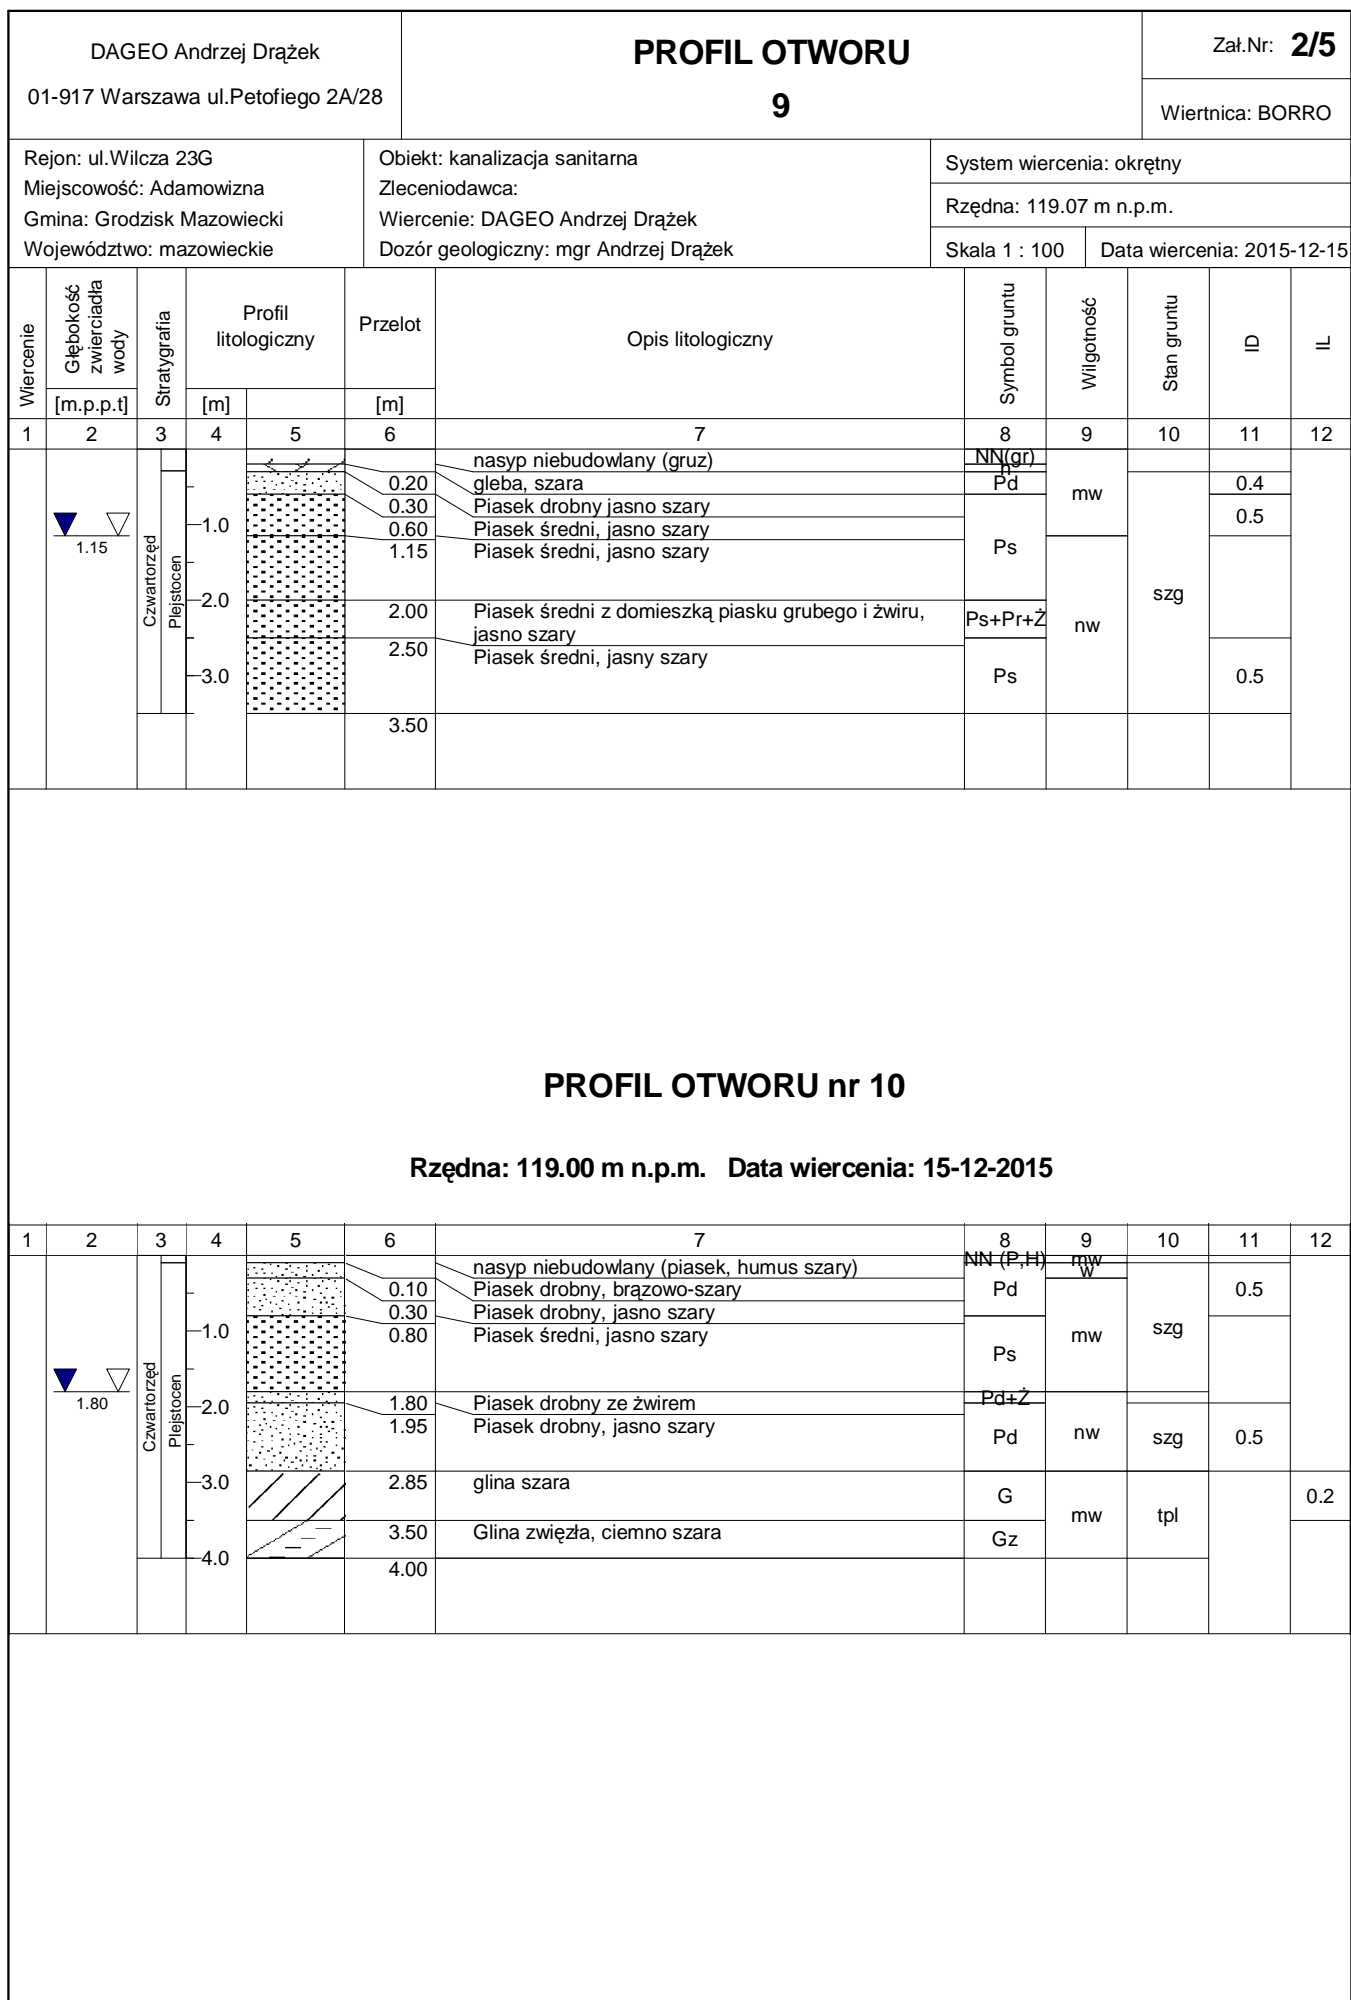 DAGEO Andrzej Drążek
01-917 Warszawa ul.Petofiego 2A/28
PROFIL OTWORU
9
Zał.Nr: 2/5
Wiertnica: BORRO
Rejon: ul.Wilcza 23G
Miejscowość: Adamowizna
Gmina: Grodzisk Mazowiecki
Województwo: mazowieckie
Obiekt: kanalizacja sanitarna
Zleceniodawca:
Wiercenie: DAGEO Andrzej Drążek
Dozór geologiczny: mgr Andrzej Drążek
System wiercenia: okrętny
Rzędna: 119.07 m n.p.m.
Skala 1 : 100 Data wiercenia: 2015-12-15
Wiercenie
Głębokość
zwierciadła
wody
[m.p.p.t]
Stratygrafia
Profil
litologiczny
[m]
Przelot
[m]
Opis litologiczny
Symbol gruntu
Wilgotność
Stan gruntu
ID
IL
1 2 3 4 5 6 7 8 9 10 11 12
1.15
Czwartorzęd
Plejstocen
1.0
2.0
3.0
0.20
0.30
0.60
1.15
2.00
2.50
3.50
nasyp niebudowlany (gruz)
gleba, szara
Piasek drobny jasno szary
Piasek średni, jasno szary
Piasek średni, jasno szary
Piasek średni z domieszką piasku grubego i żwiru,
jasno szary
Piasek średni, jasny szary
NN(gr)
Pd
Ps
Ps+Pr+Ż
Ps
mw
nw
szg
0.4
0.5
0.5
PROFIL OTWORU nr 10
Rzędna: 119.00 m n.p.m. Data wiercenia: 15-12-2015
1 2 3 4 5 6 7 8 9 10 11 12
1.80
Czwartorzęd
Plejstocen
1.0
2.0
3.0
4.0
0.10
0.30
0.80
1.80
1.95
2.85
3.50
4.00
nasyp niebudowlany (piasek, humus szary)
Piasek drobny, brązowo-szary
Piasek drobny, jasno szary
Piasek średni, jasno szary
Piasek drobny ze żwirem
Piasek drobny, jasno szary
glina szara
Glina zwięzła, ciemno szara
NN (P,H)
Pd
Ps
Pd+Ż
Pd
G
Gz
mw
w
mw
nw
mw
szg
szg
tpl
0.5
0.5
0.2